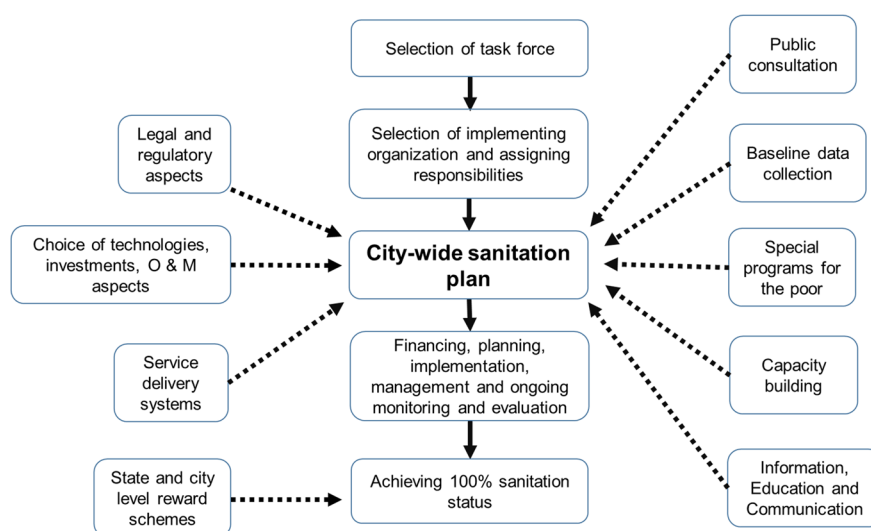 Selection of task force
Public
consultation
Legal and
regulatory
aspects
Selection of implementing
organization and assigning
responsibilities
Baseline data
collection
Choice of technologies,
investments, O & M
aspects
City-wide sanitation
plan
Special
programs for
the poor
Service
delivery
systems
Financing, planning,
implementation,
management and ongoing
monitoring and evaluation
Capacity
building
State and city
level reward
schemes
Achieving 100% sanitation
status
Information,
Education and
Communication